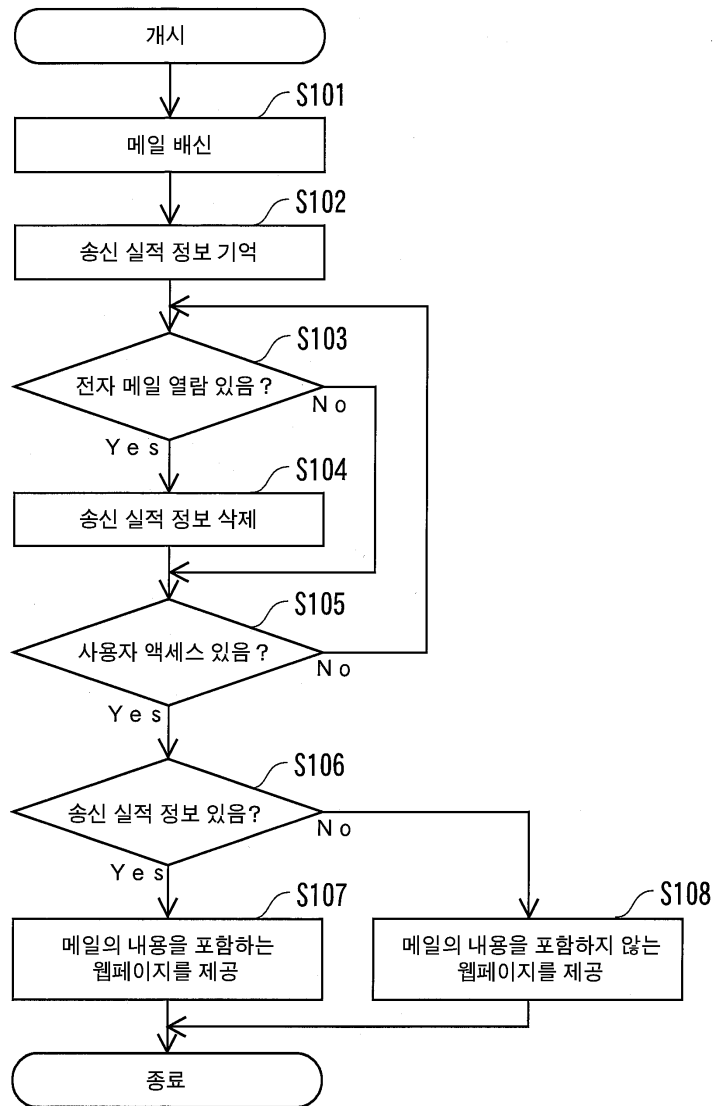 개시
S101
메일 배신
S102
송신 실적 정보 기억
S103
전자 메일 열람 있음?
No
Yes
S104
송신 실적 정보 삭제
S105
사용자 액세스 있음?
No
Yes
S106
송신 실적 정보 있음?
No
Yes
S107
S108
메일의 내용을 포함하는
웹페이지를 제공
메일의 내용을 포함하지 않는
웹페이지를 제공
종료